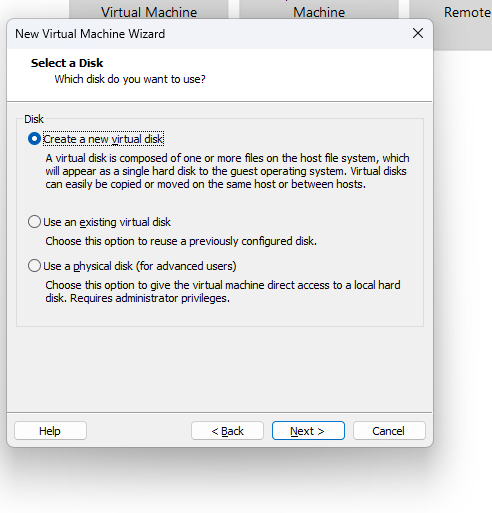 Virtual Machine
Machine
Remote
New Virtual Machine Wizard
Select a Disk
Which disk do you want to use?
Disk
Create a new virtual disk
A virtual disk is composed of one or more files on the host file system, which
will appear as a single hard disk to the guest operating system. Virtual disks
can easily be copied or moved on the same host or between hosts.
Use an existing virtual disk
Choose this option to reuse a previously configured disk.
Use a physical disk (for advanced users)
Choose this option to give the virtual machine direct access to a local hard
disk. Requires administrator privileges.
Help
< Back
Next >
Cancel